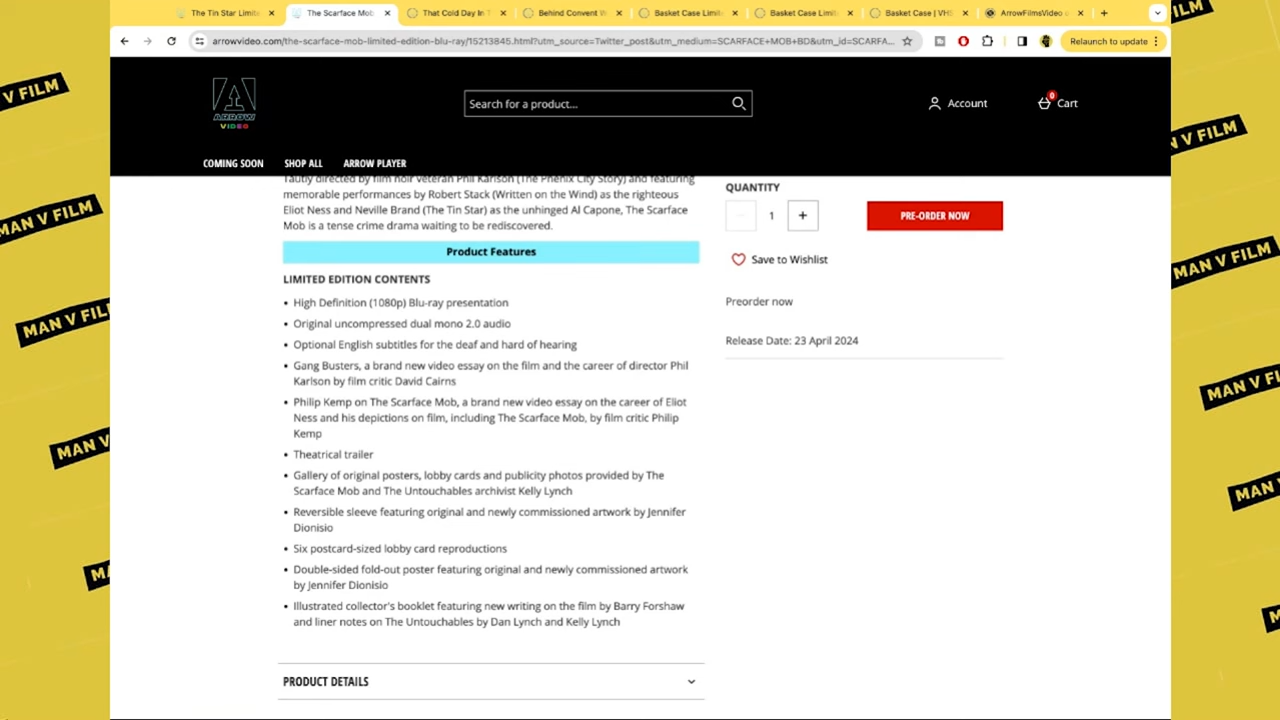 The Tin Star Limite
The Scarface Mob
That Cold Day In T
Behind Convent W
Basket Case Limite
Basket Case Limit
Basket Case | VHS
ArrowFilmsVideo
arrowvideo.com/the-scarface-mob-limited-edition-blu-ray/15213845.html?utm_source=Twitter_post&utm_medium=SCARFACE+MOB+BD&utm_id=SCARFA...
Relaunch to update
ARROW
VIDEO
Search for a product...
Account
0
Cart
COMING SOON
SHOP ALL
ARROW PLAYER
Tautly directed by film noir veteran Phil Karlson (The Phenix City Story) and featuring
memorable performances by Robert Stack (Written on the Wind) as the righteous
Eliot Ness and Neville Brand (The Tin Star) as the unhinged Al Capone, The Scarface
Mob is a tense crime drama waiting to be rediscovered.
Product Features
LIMITED EDITION CONTENTS
• High Definition (1080p) Blu-ray presentation
• Original uncompressed dual mono 2.0 audio
• Optional English subtitles for the deaf and hard of hearing
• Gang Busters, a brand new video essay on the film and the career of director Phil
Karlson by film critic David Cairns
• Philip Kemp on The Scarface Mob, a brand new video essay on the career of Eliot
Ness and his depictions on film, including The Scarface Mob, by film critic Philip
Kemp
• Theatrical trailer
• Gallery of original posters, lobby cards and publicity photos provided by The
Scarface Mob and The Untouchables archivist Kelly Lynch
• Reversible sleeve featuring original and newly commissioned artwork by Jennifer
Dionisio
• Six postcard-sized lobby card reproductions
• Double-sided fold-out poster featuring original and newly commissioned artwork
by Jennifer Dionisio
• Illustrated collector's booklet featuring new writing on the film by Barry Forshaw
and liner notes on The Untouchables by Dan Lynch and Kelly Lynch
PRODUCT DETAILS
QUANTITY
1
+
PRE-ORDER NOW
Save to Wishlist
Preorder now
Release Date: 23 April 2024
V FILM
MAN V FILM
MAN V FIL
MAN V
MA
ILM
N V FILM
MAN V FILM
MAN V FI
MAN
M